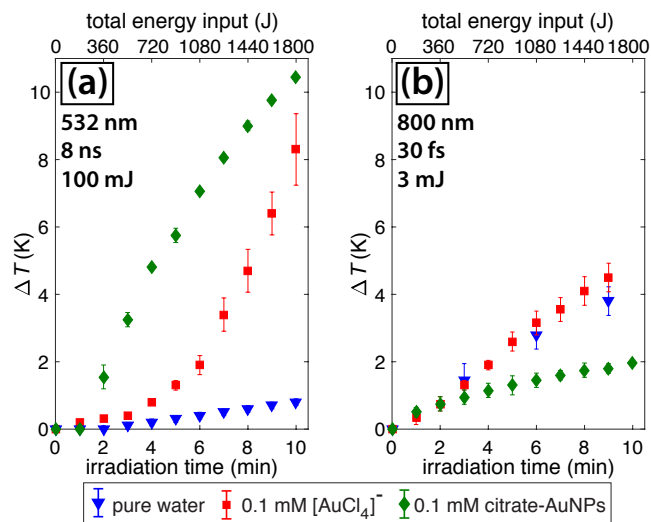 total energy input (J)
total energy input (J)
0 360 720 1080 1440 1800
0 360 720 1080 1440 1800
(a)
532 nm
8 ns
100 mJ
(b)
800 nm
30 fs
3 mJ
ΔT(K)
10
8
6
4
2
0
ΔT(K)
10
8
6
4
2
0
0 2 4 6 8 10
0 2 4 6 8 10
irradiation time (min)
irradiation time (min)
pure water 0.1 mM [AuCl₄]⁻ 0.1 mM citrate-AuNPs